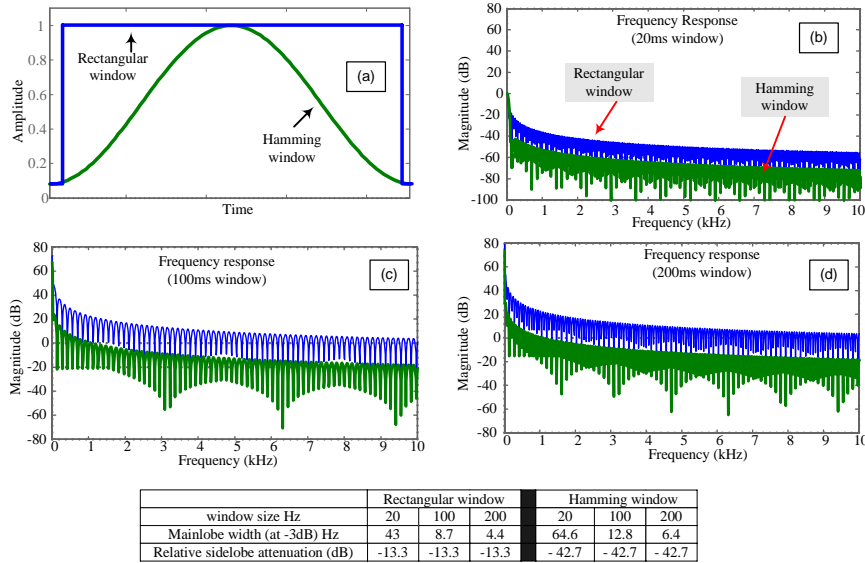 1
0.8
0.6
0.4
0.2
0
Amplitude
Time
Rectangular
window
Hamming
window
(a)
Frequency Response
(20ms window)
(b)
Rectangular
window
Hamming
window
80
60
40
20
0
-20
-40
-60
-80
-100
Magnitude (dB)
0 1 2 3 4 5 6 7 8 9 10
Frequency (kHz)
Frequency response
(100ms window)
(c)
80
60
40
20
0
-20
-40
-60
-80
Magnitude (dB)
0 1 2 3 4 5 6 7 8 9 10
Frequency (kHz)
Frequency response
(200ms window)
(d)
80
60
40
20
0
-20
-40
-60
-80
Magnitude (dB)
0 1 2 3 4 5 6 7 8 9 10
Frequency (kHz)
Rectangular window Hamming window
window size Hz 20 100 200 20 100 200
Mainlobe width (at -3dB) Hz 43 8.7 4.4 64.6 12.8 6.4
Relative sidelobe attenuation (dB) -13.3 -13.3 -13.3 - 42.7 - 42.7 - 42.7